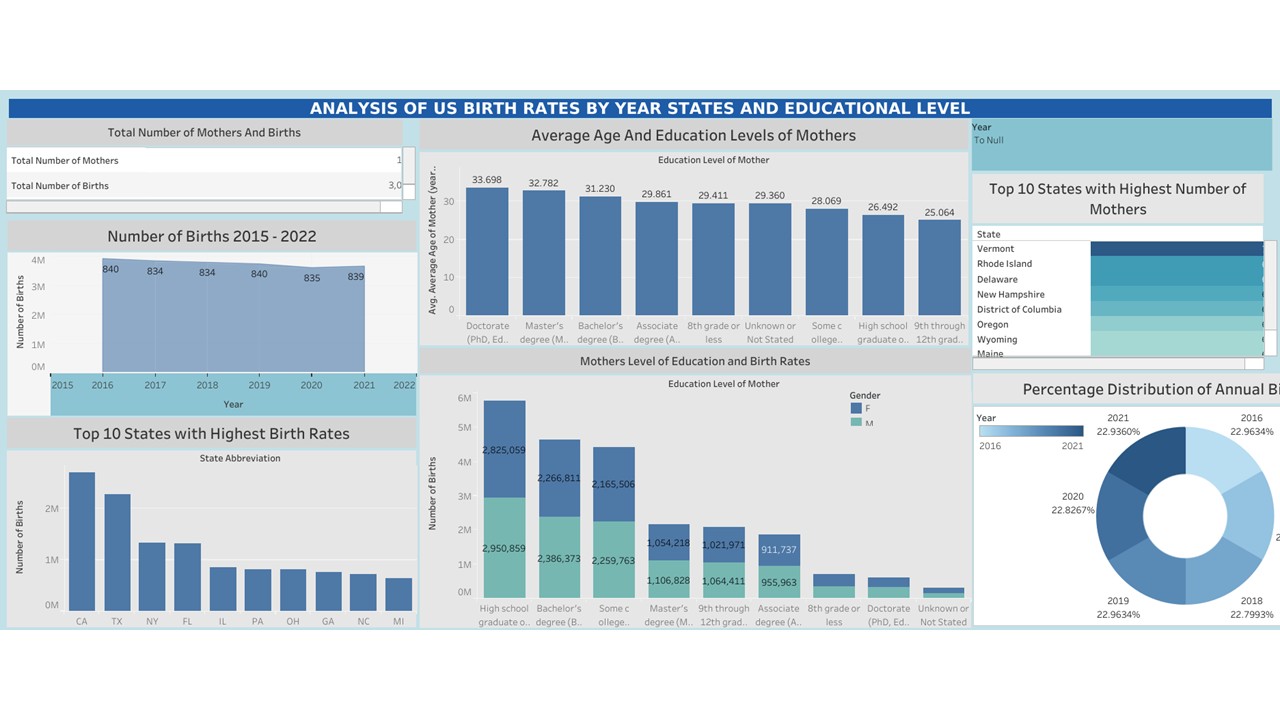 ANALYSIS OF US BIRTH RATES BY YEAR STATES AND EDUCATIONAL LEVEL
Total Number of Mothers And Births
Total Number of Mothers 1
Total Number of Births 3,0
Number of Births 2015 - 2022
Number of Births
4M
3M
2M
1M
0M
840 834 834 840 835 839
2015 2016 2017 2018 2019 2020 2021 2022
Year
Top 10 States with Highest Birth Rates
State Abbreviation
Number of Births
2M
1M
0M
CA TX NY FL IL PA OH GA NC MI
Average Age And Education Levels of Mothers
Education Level of Mother
Avg. Average Age of Mother (year..
30
20
10
0
33.698 32.782 31.230 29.861 29.411 29.360 28.069 26.492 25.064
Doctorate Master's Bachelor's Associate 8th grade or Unknown or Some c High school 9th through
(PhD, Ed.. degree (M.. degree (B.. degree (A.. less Not Stated ollege.. graduate o.. 12th grad..
Mothers Level of Education and Birth Rates
Education Level of Mother
Gender
F
M
Number of Births
6M
5M
4M
3M
2M
1M
0M
2,825,059 2,266,811 2,165,506 1,054,218 1,021,971 911,737
2,950,859 2,386,373 2,259,763 1,106,828 1,064,411 955,963
High school Bachelor's Some c Master's 9th through Associate 8th grade or Doctorate Unknown or
graduate o.. degree (B.. ollege.. degree (M.. 12th grad.. degree (A.. less (PhD, Ed.. Not Stated
Year
To Null
Top 10 States with Highest Number of
Mothers
State
Vermont
Rhode Island
Delaware
New Hampshire
District of Columbia
Oregon
Wyoming
Maine
Percentage Distribution of Annual Bi
Year
2016 2021
2021
22.9360%
2016
22.9634%
2020
22.8267%
2
2019
22.9634%
2018
22.7993%